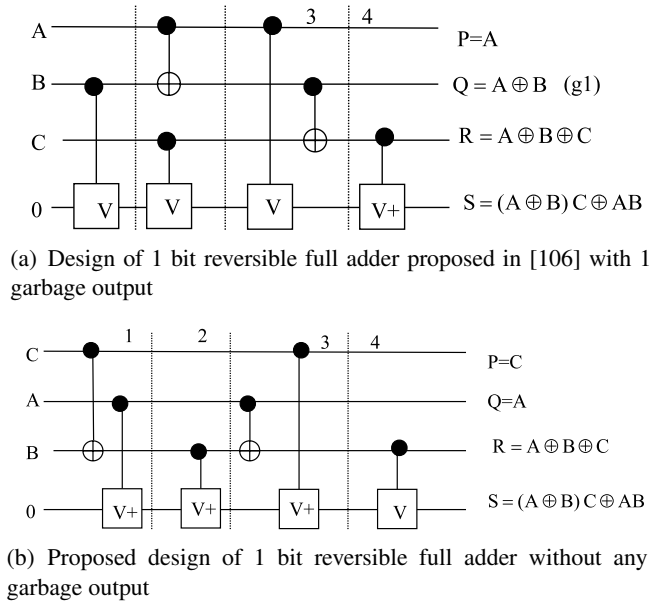 3 4
A P=A
B Q = A ⊕ B (g1)
C R = A ⊕ B ⊕ C
0 V V V V+ S = (A ⊕ B) C ⊕ AB
(a) Design of 1 bit reversible full adder proposed in [106] with 1
garbage output
1 2 3 4
C P=C
A Q=A
B R = A ⊕ B ⊕ C
0 V+ V+ V+ V S = (A ⊕ B) C ⊕ AB
(b) Proposed design of 1 bit reversible full adder without any
garbage output